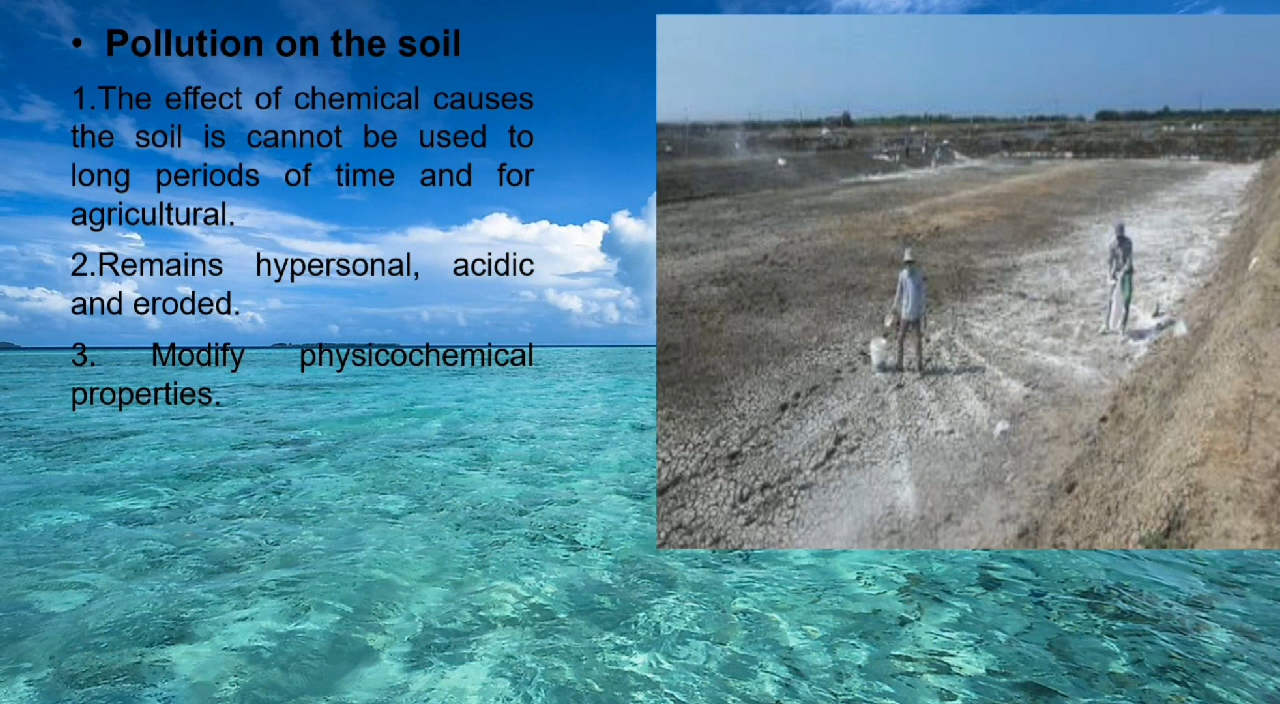 • Pollution on the soil
1.The effect of chemical causes
the soil is cannot be used to
long periods of time and for
agricultural.
2.Remains hypersonal, acidic
and eroded.
3. Modify physicochemical
properties.